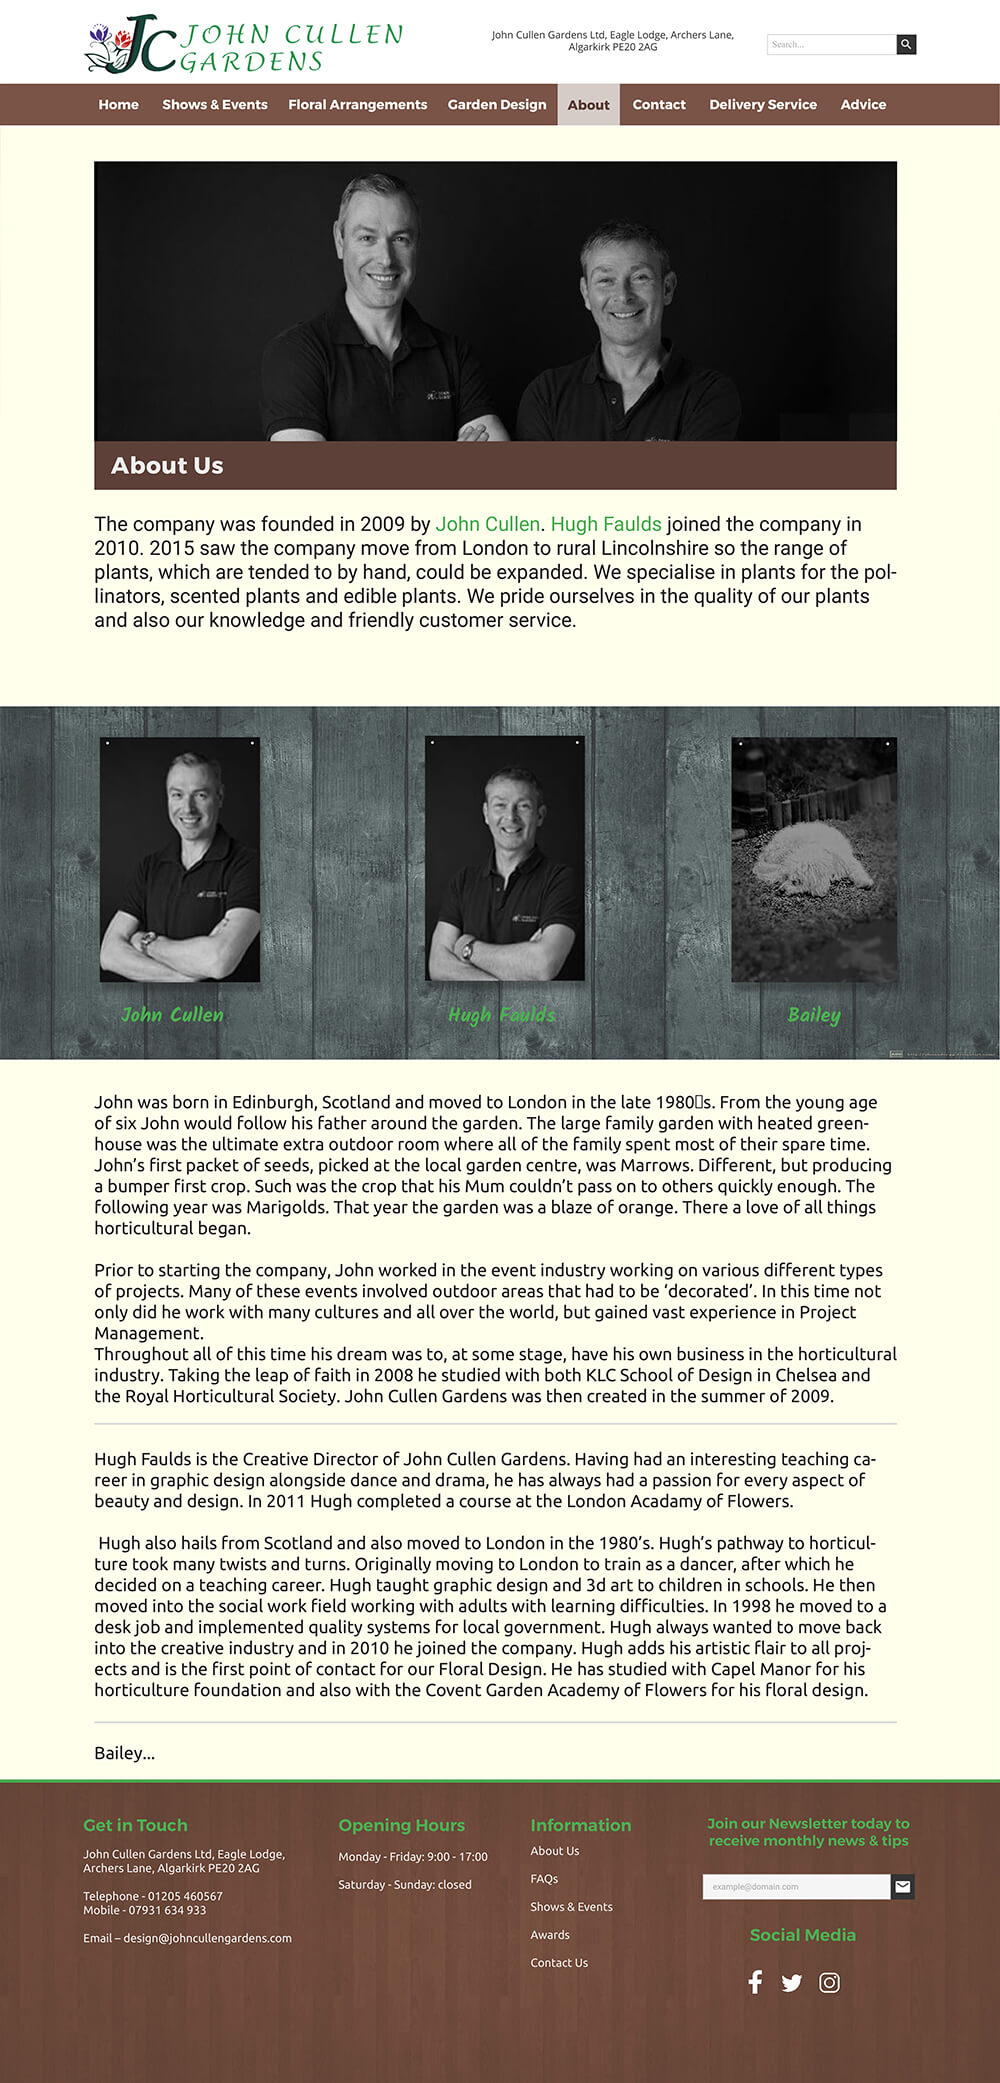 JC JOHN CULLEN
GARDENS
John Cullen Gardens Ltd, Eagle Lodge, Archers Lane,
Algarkirk PE20 2AG
Search...
Home Shows & Events Floral Arrangements Garden Design About Contact Delivery Service Advice
About Us
The company was founded in 2009 by John Cullen. Hugh Faulds joined the company in
2010. 2015 saw the company move from London to rural Lincolnshire so the range of
plants, which are tended to by hand, could be expanded. We specialise in plants for the pol-
linators, scented plants and edible plants. We pride ourselves in the quality of our plants
and also our knowledge and friendly customer service.
John Cullen Hugh Faulds Bailey
John was born in Edinburgh, Scotland and moved to London in the late 1980▯s. From the young age
of six John would follow his father around the garden. The large family garden with heated green-
house was the ultimate extra outdoor room where all of the family spent most of their spare time.
John’s first packet of seeds, picked at the local garden centre, was Marrows. Different, but producing
a bumper first crop. Such was the crop that his Mum couldn’t pass on to others quickly enough. The
following year was Marigolds. That year the garden was a blaze of orange. There a love of all things
horticultural began.
Prior to starting the company, John worked in the event industry working on various different types
of projects. Many of these events involved outdoor areas that had to be ‘decorated’. In this time not
only did he work with many cultures and all over the world, but gained vast experience in Project
Management.
Throughout all of this time his dream was to, at some stage, have his own business in the horticultural
industry. Taking the leap of faith in 2008 he studied with both KLC School of Design in Chelsea and
the Royal Horticultural Society. John Cullen Gardens was then created in the summer of 2009.
Hugh Faulds is the Creative Director of John Cullen Gardens. Having had an interesting teaching ca-
reer in graphic design alongside dance and drama, he has always had a passion for every aspect of
beauty and design. In 2011 Hugh completed a course at the London Acadamy of Flowers.
Hugh also hails from Scotland and also moved to London in the 1980’s. Hugh’s pathway to horticul-
ture took many twists and turns. Originally moving to London to train as a dancer, after which he
decided on a teaching career. Hugh taught graphic design and 3d art to children in schools. He then
moved into the social work field working with adults with learning difficulties. In 1998 he moved to a
desk job and implemented quality systems for local government. Hugh always wanted to move back
into the creative industry and in 2010 he joined the company. Hugh adds his artistic flair to all proj-
ects and is the first point of contact for our Floral Design. He has studied with Capel Manor for his
horticulture foundation and also with the Covent Garden Academy of Flowers for his floral design.
Bailey...
Get in Touch
John Cullen Gardens Ltd, Eagle Lodge,
Archers Lane, Algarkirk PE20 2AG
Telephone - 01205 460567
Mobile - 07931 634 933
Email – design@johncullengardens.com
Opening Hours
Monday - Friday: 9:00 - 17:00
Saturday - Sunday: closed
Information
About Us
FAQs
Shows & Events
Awards
Contact Us
Join our Newsletter today to
receive monthly news & tips
example@domain.com
Social Media